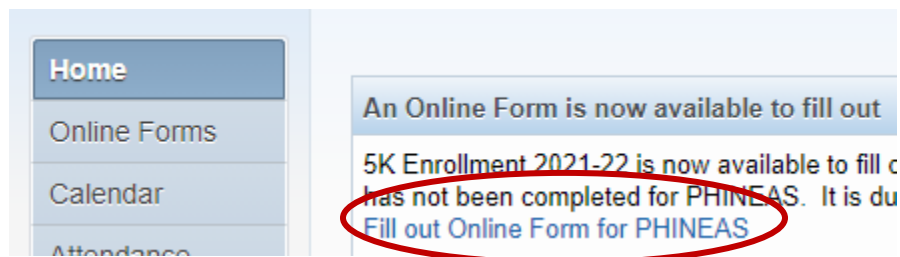 Home
Online Forms
Calendar
Attendance
An Online Form is now available to fill out
5K Enrollment 2021-22 is now available to fill
has not been completed for PHINEAS. It is
Fill out Online Form for PHINEAS